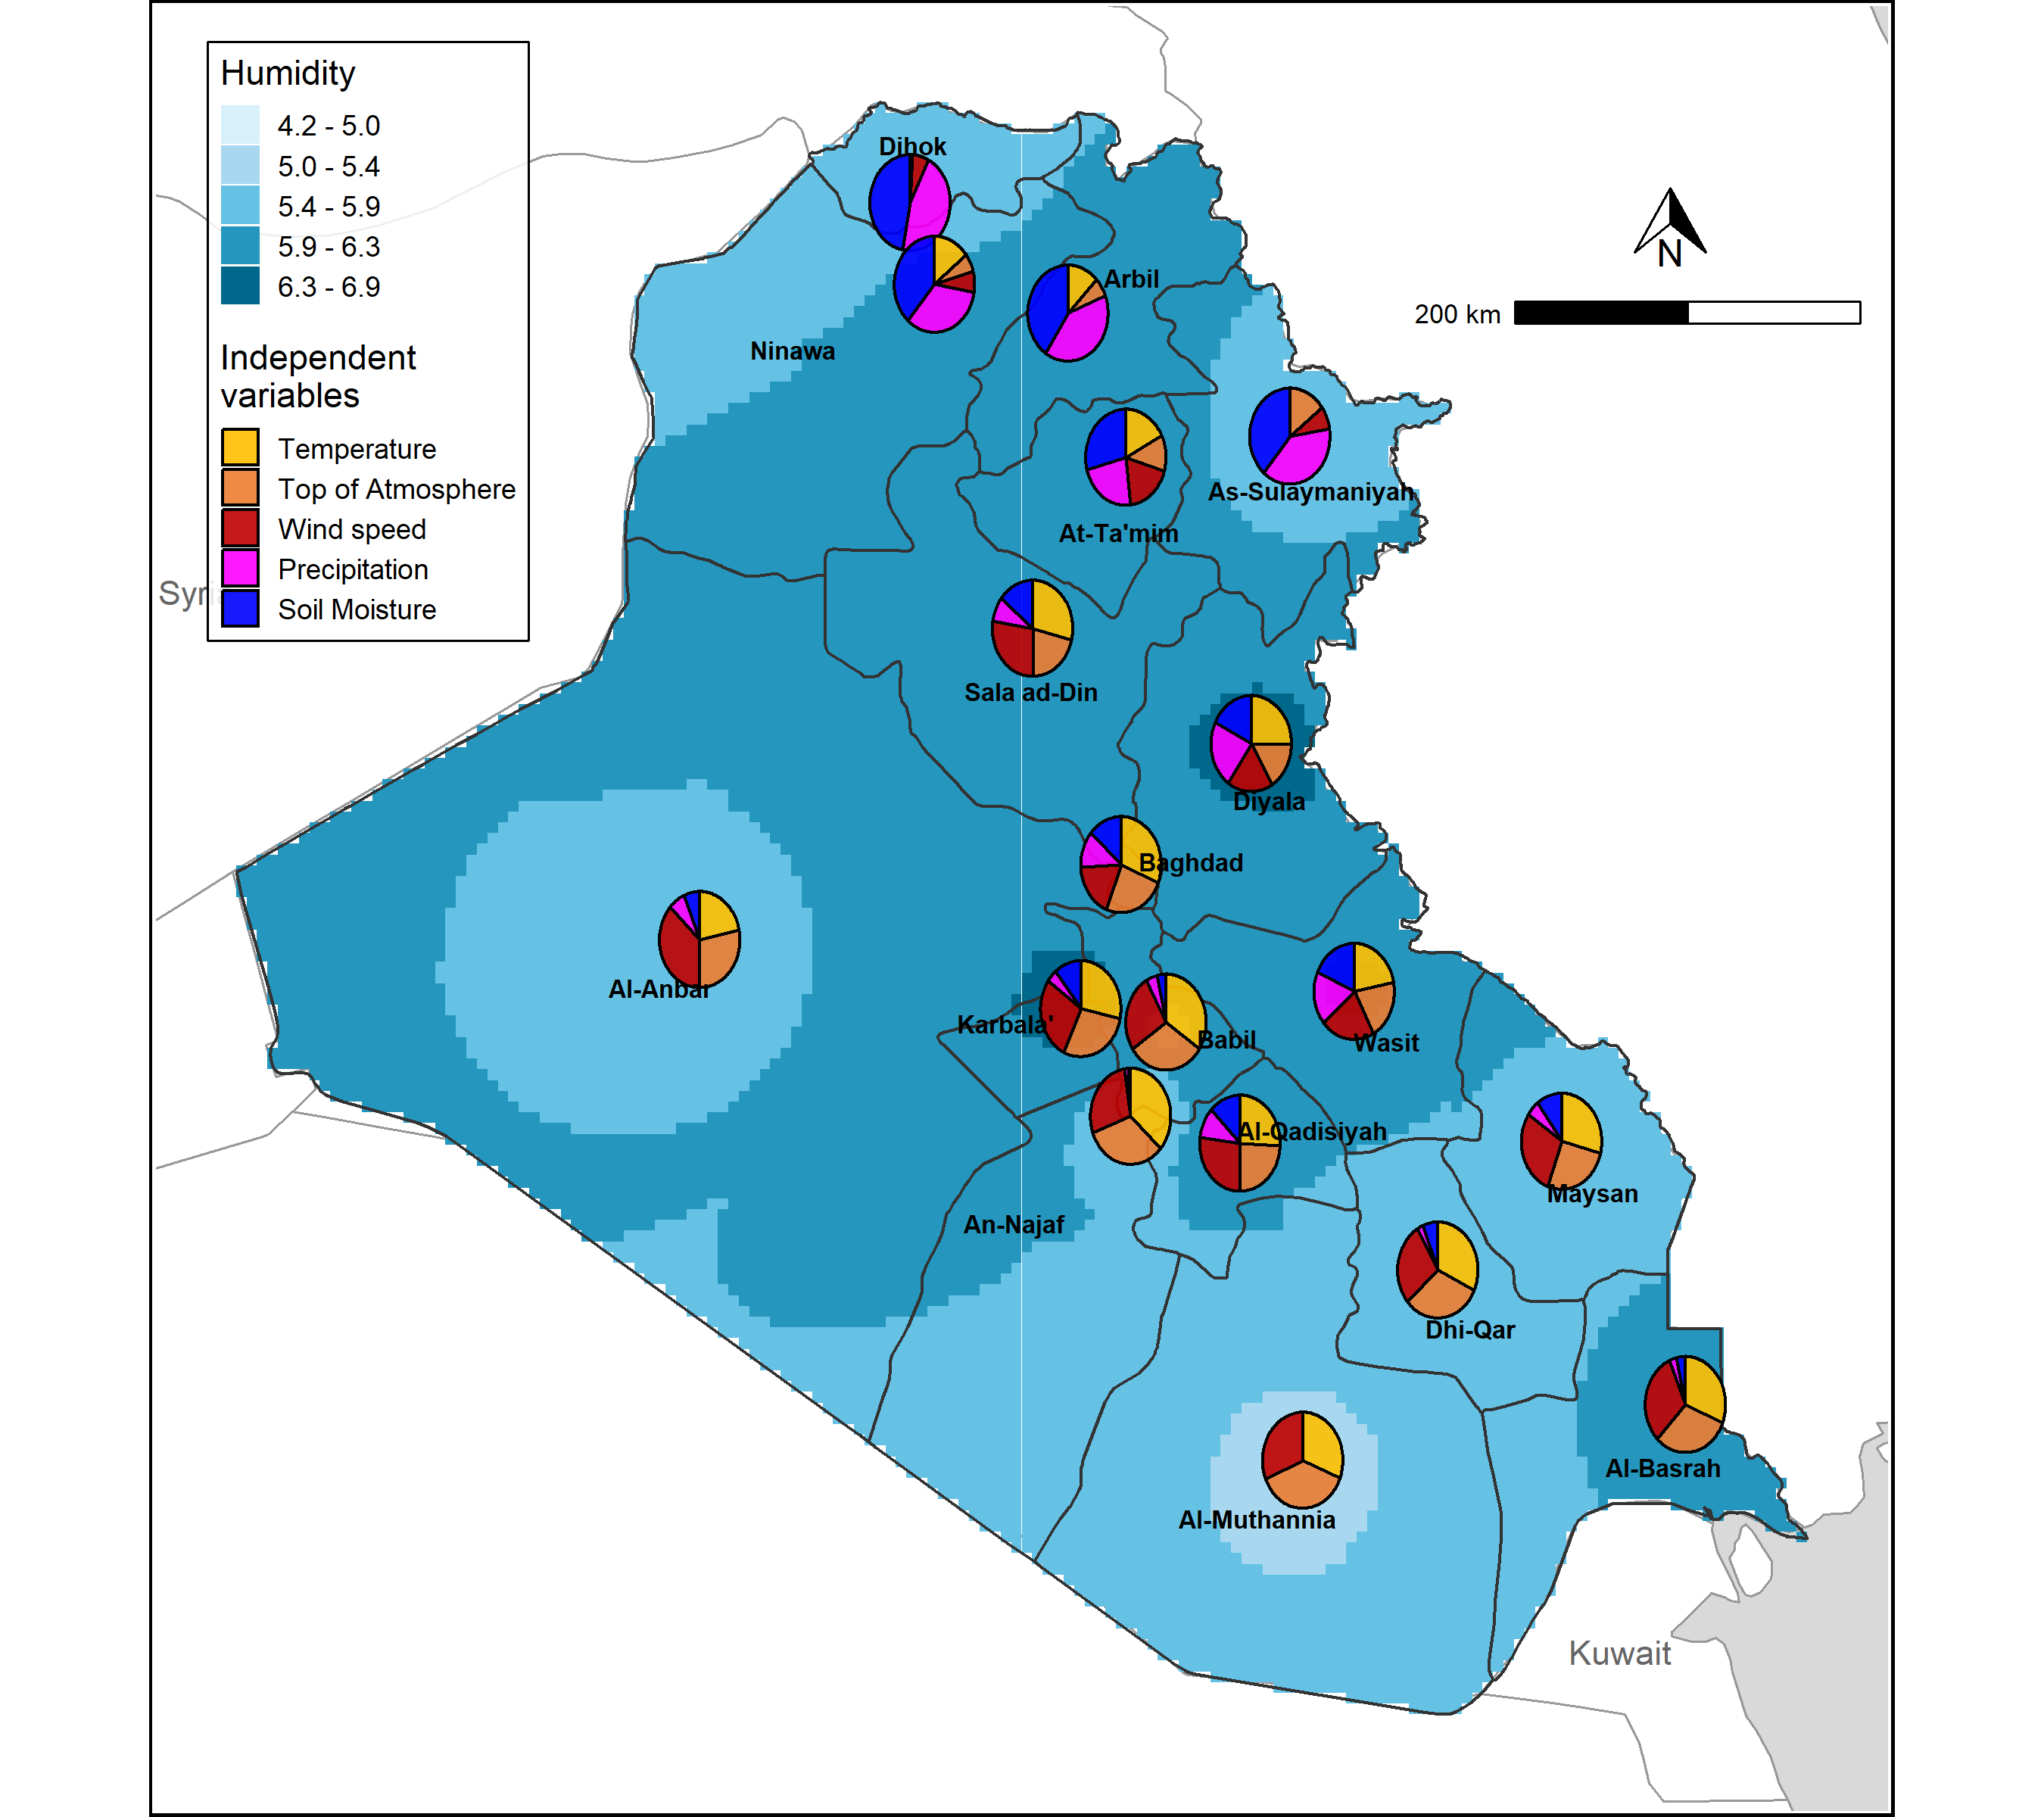 Humidity
4.2 - 5.0
5.0 - 5.4
5.4 - 5.9
5.9 - 6.3
6.3 - 6.9
Independent
variables
Temperature
Top of Atmosphere
Wind speed
Precipitation
Soil Moisture
Syria
N
200 km
Dihok
Arbil
Ninawa
As-Sulaymaniyah
At-Ta'mim
Sala ad-Din
Diyala
Baghdad
Al-Anbar
Karbala'
Babil
Wasit
Al-Qadisiyah
Maysan
An-Najaf
Dhi-Qar
Al-Basrah
Al-Muthannia
Kuwait